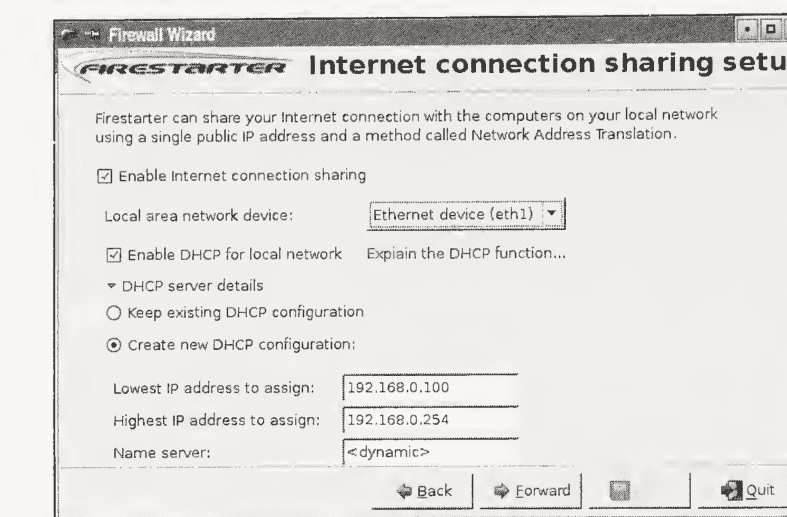 Firewall Wizard
FIRESTARTER Internet connection sharing setu
Firestarter can share your Internet connection with the computers on your local network
using a single public IP address and a method called Network Address Translation.
Enable Internet connection sharing
Local area network device: Ethernet device (eth1)
Enable DHCP for local network Explain the DHCP function...
DHCP server details
Keep existing DHCP configuration
Create new DHCP configuration:
Lowest IP address to assign: 192.168.0.100
Highest IP address to assign: 192.168.0.254
Name server: <dynamic>
Back Forward Quit